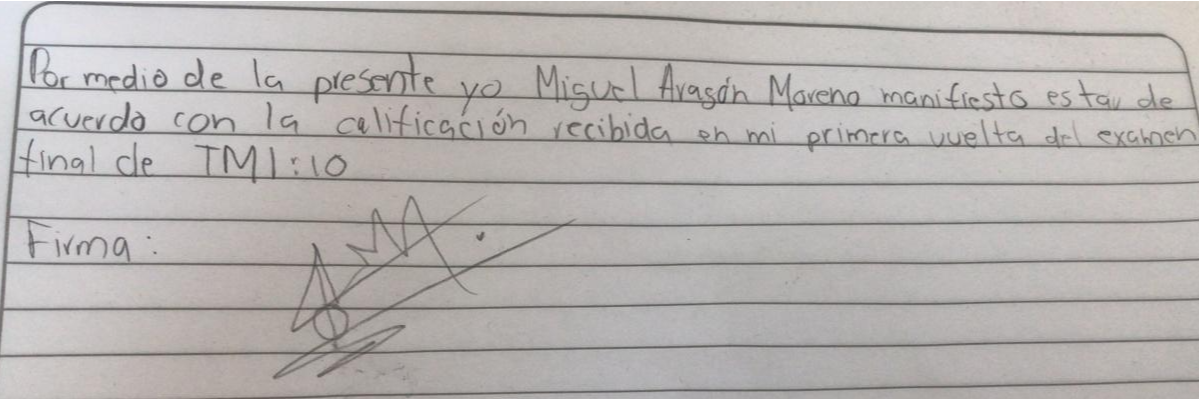 Por medio de la presente yo Miguel Aragón Moreno manifiesto estar de
acuerdo con la calificación recibida en mi primera vuelta del examen
final de TM1:10
Firma: